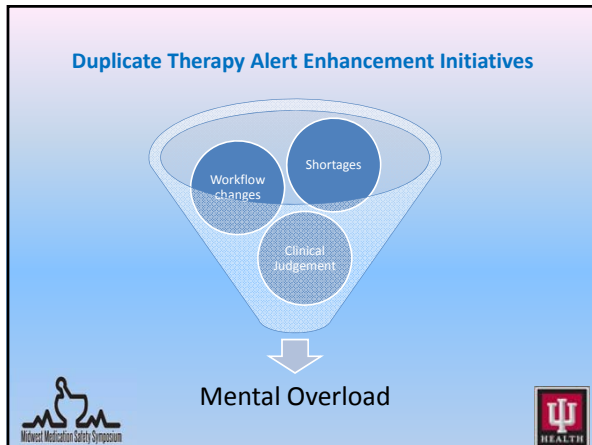 Duplicate Therapy Alert Enhancement Initiatives
Shortages
Workflow
changes
Clinical
Judgement
Mental Overload
Midwest Medication Safety Symposium
HEALTH